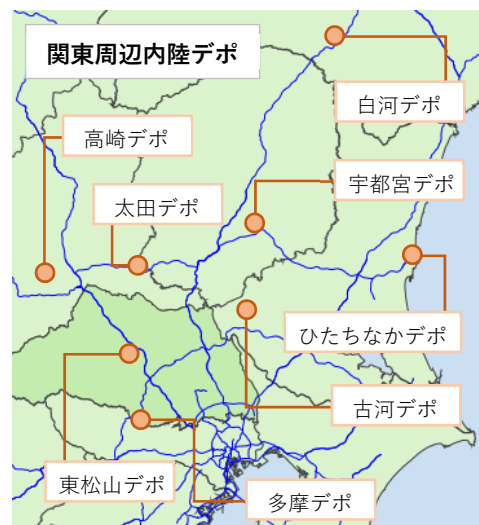 関東周辺内陸デポ
白河デポ
高崎デポ
宇都宮デポ
太田デポ
ひたちなかデポ
古河デポ
東松山デポ
多摩デポ